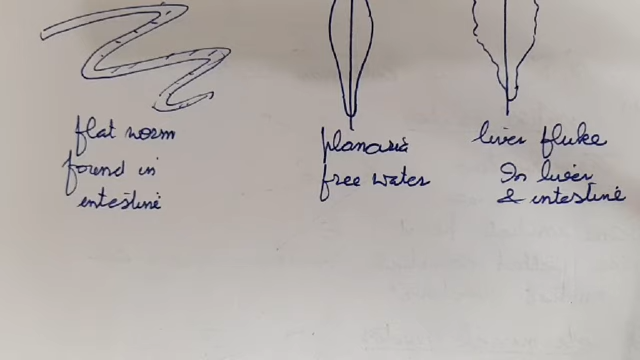 flat worm
found in
intestine
planaria
free water
liver fluke
In liver
& intestine